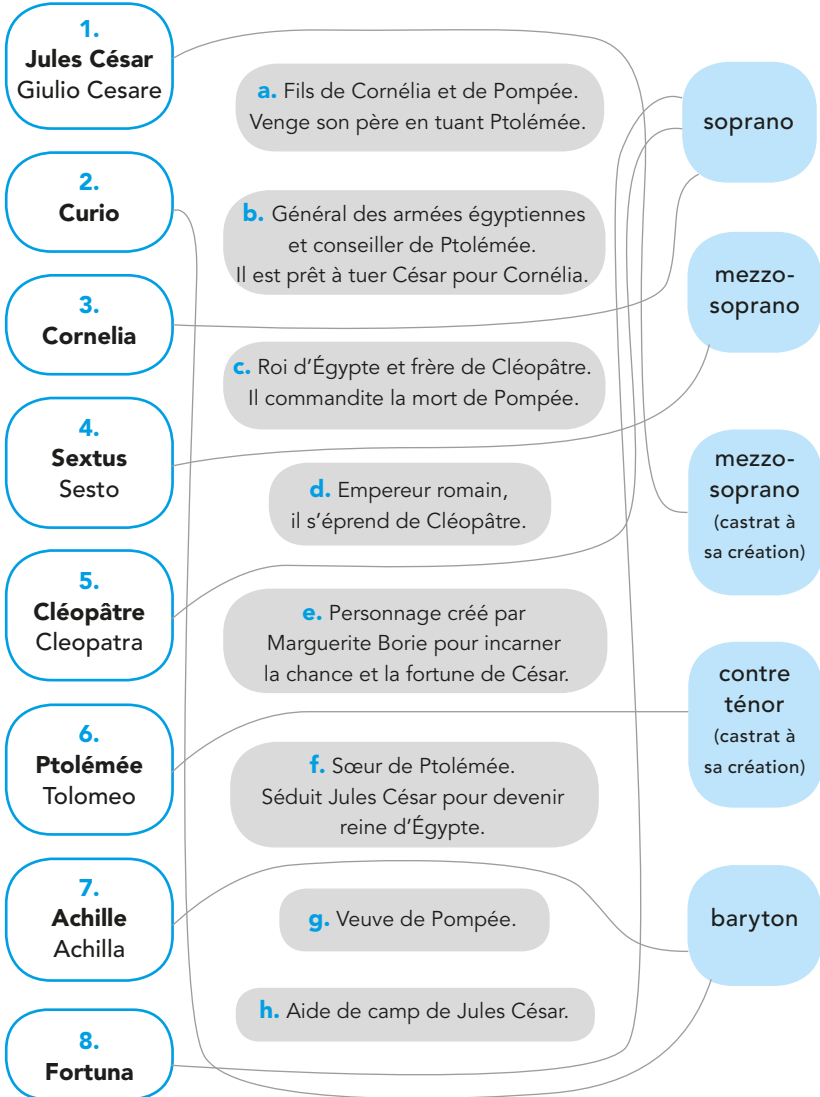 1.
Jules César
Giulio Cesare
2.
Curio
3.
Cornelia
4.
Sextus
Sesto
5.
Cléopâtre
Cleopatra
6.
Ptolémée
Tolomeo
7.
Achille
Achilla
8.
Fortuna
a. Fils de Cornélia et de Pompée.
Venge son père en tuant Ptolémée.
b. Général des armées égyptiennes
et conseiller de Ptolémée.
Il est prêt à tuer César pour Cornélia.
c. Roi d'Égypte et frère de Cléopâtre.
Il commandite la mort de Pompée.
d. Empereur romain,
il s'éprend de Cléopâtre.
e. Personnage créé par
Marguerite Borie pour incarner
la chance et la fortune de César.
f. Sœur de Ptolémée.
Séduit Jules César pour devenir
reine d'Égypte.
g. Veuve de Pompée.
h. Aide de camp de Jules César.
soprano
mezzo-
soprano
mezzo-
soprano
(castrat à
sa création)
contre
ténor
(castrat à
sa création)
baryton